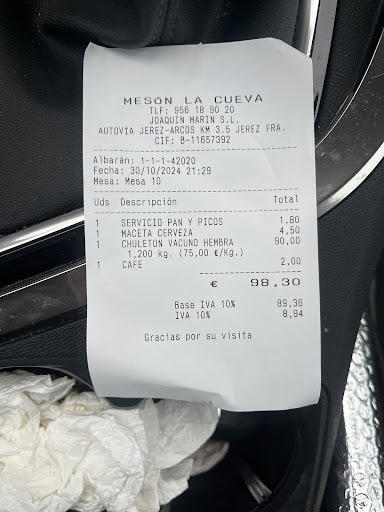 MESON LA CUEVA
TLF: 956 18 90 20
JOAQUIN MARIN S.L.
AUTOVIA JEREZ-ARCOS KM 3.5 JEREZ FRA.
CIF: B-11657392
Albarán: 1-1-1-42020
Fecha: 30/10/2024 21:29
Mesa: Mesa 10
Uds Descripción Total
1 SERVICIO PAN Y PICOS 1,80
1 MACETA CERVEZA 4,50
1 CHULETON VACUNO HEMBRA 90,00
1,200 kg. (75,00 €/Kg.)
1 CAFE 2,00
€ 98,30
Base IVA 10% 89,36
IVA 10% 8,94
Gracias por su visita